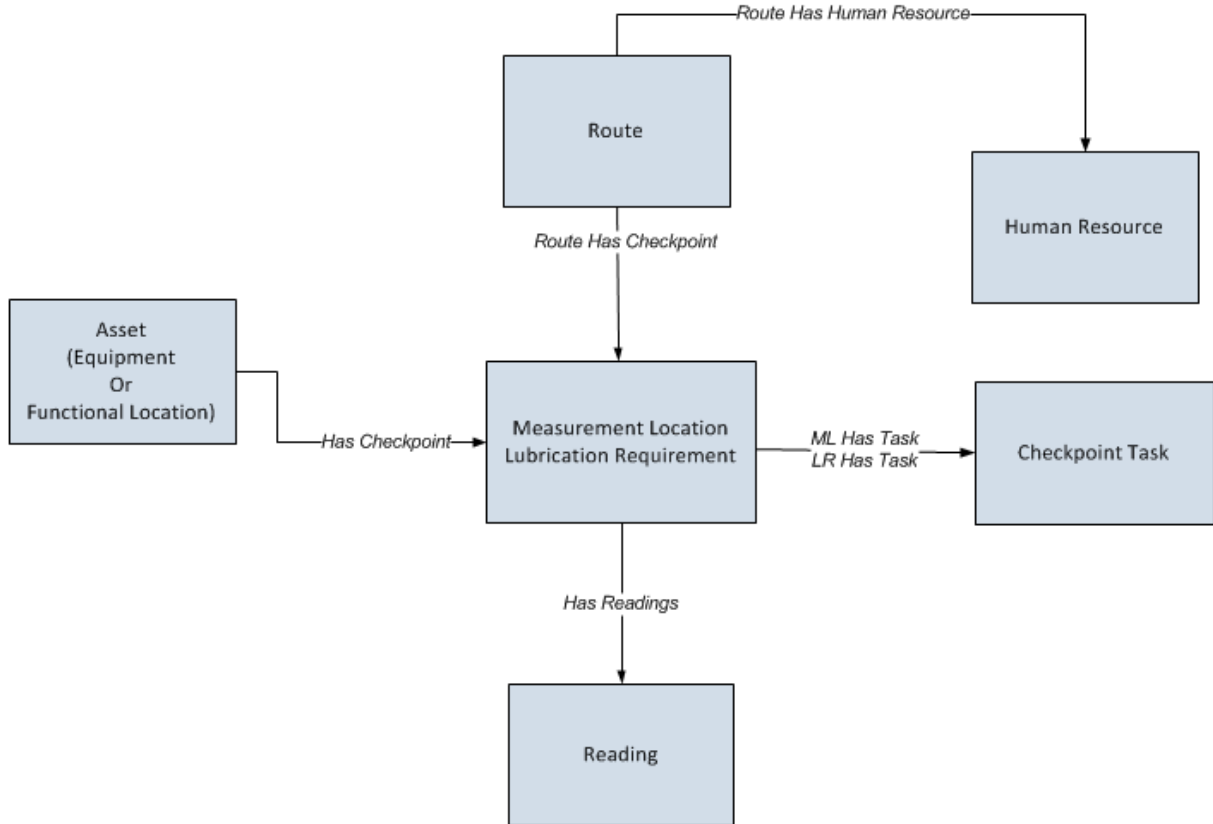 Route Has Human Resource
Route
Human Resource
Route Has Checkpoint
Asset
(Equipment
Or
Functional Location)
Has Checkpoint
Measurement Location
Lubrication Requirement
ML Has Task
LR Has Task
Checkpoint Task
Has Readings
Reading